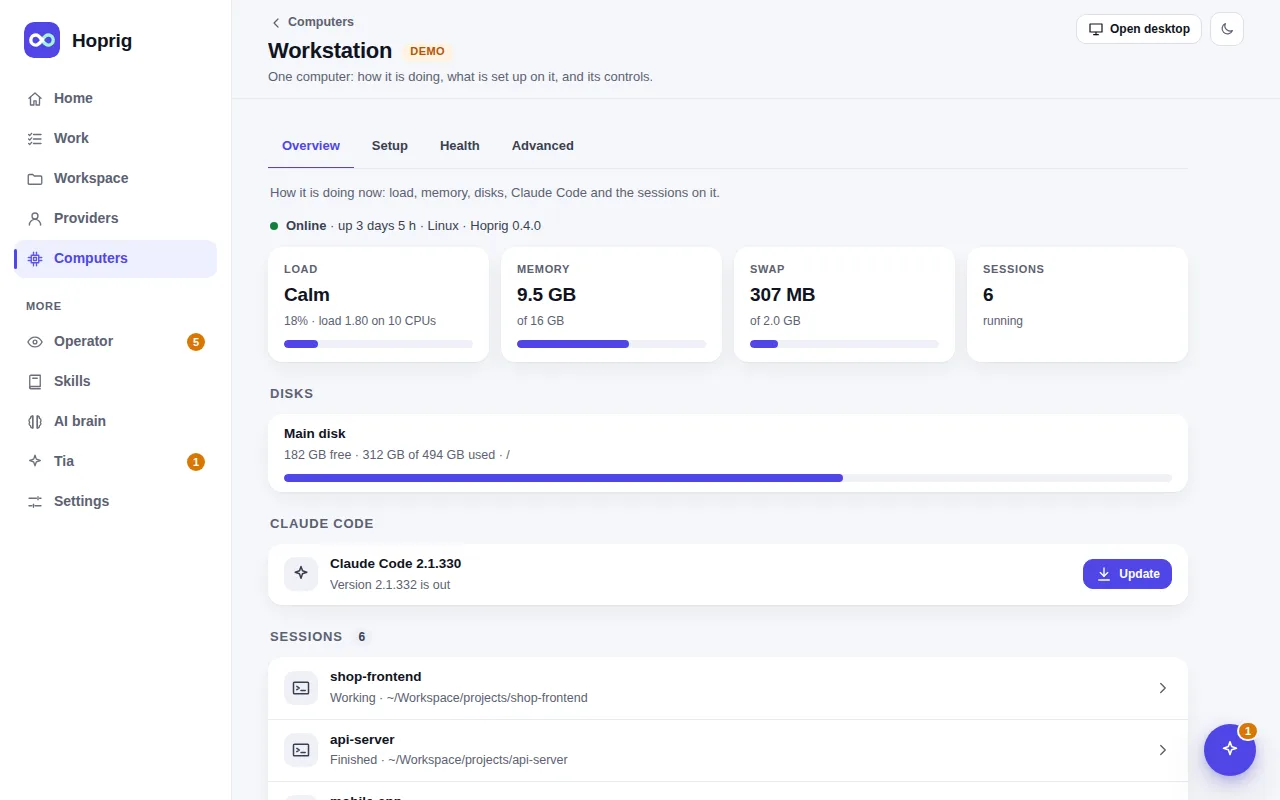 Hoprig
Home
Work
Workspace
Providers
Computers
MORE
Operator 5
Skills
AI brain
Tia 1
Settings
Computers
Workstation DEMO
One computer: how it is doing, what is set up on it, and its controls.
Open desktop
Overview Setup Health Advanced
How it is doing now: load, memory, disks, Claude Code and the sessions on it.
Online · up 3 days 5 h · Linux · Hoprig 0.4.0
LOAD
Calm
18% · load 1.80 on 10 CPUs
MEMORY
9.5 GB
of 16 GB
SWAP
307 MB
of 2.0 GB
SESSIONS
6
running
DISKS
Main disk
182 GB free · 312 GB of 494 GB used · /
CLAUDE CODE
Claude Code 2.1.330
Version 2.1.332 is out
Update
SESSIONS 6
shop-frontend
Working · ~/Workspace/projects/shop-frontend
api-server
Finished · ~/Workspace/projects/api-server
mobile-app
1